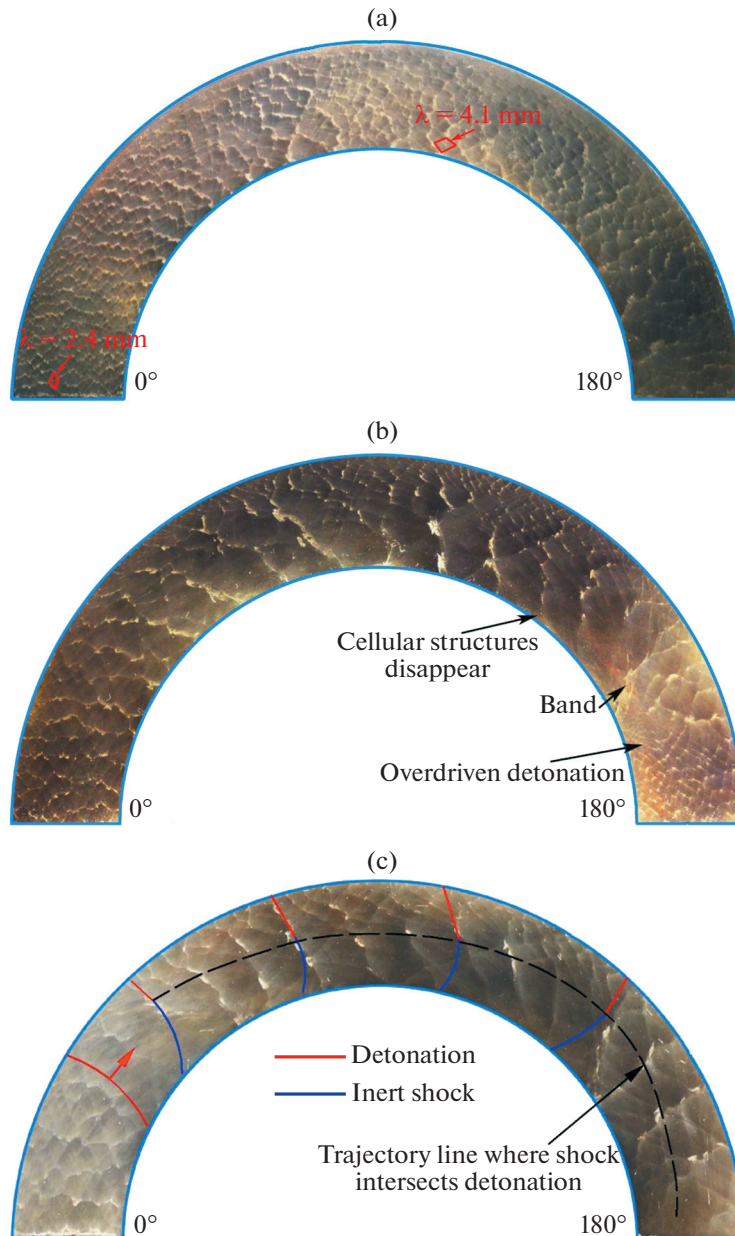 (a)
λ = 4.1 mm
λ = 2.4 mm
0°
180°
(b)
Cellular structures
disappear
Band
Overdriven detonation
0°
180°
(c)
Detonation
Inert shock
Trajectory line where shock
intersects detonation
0°
180°